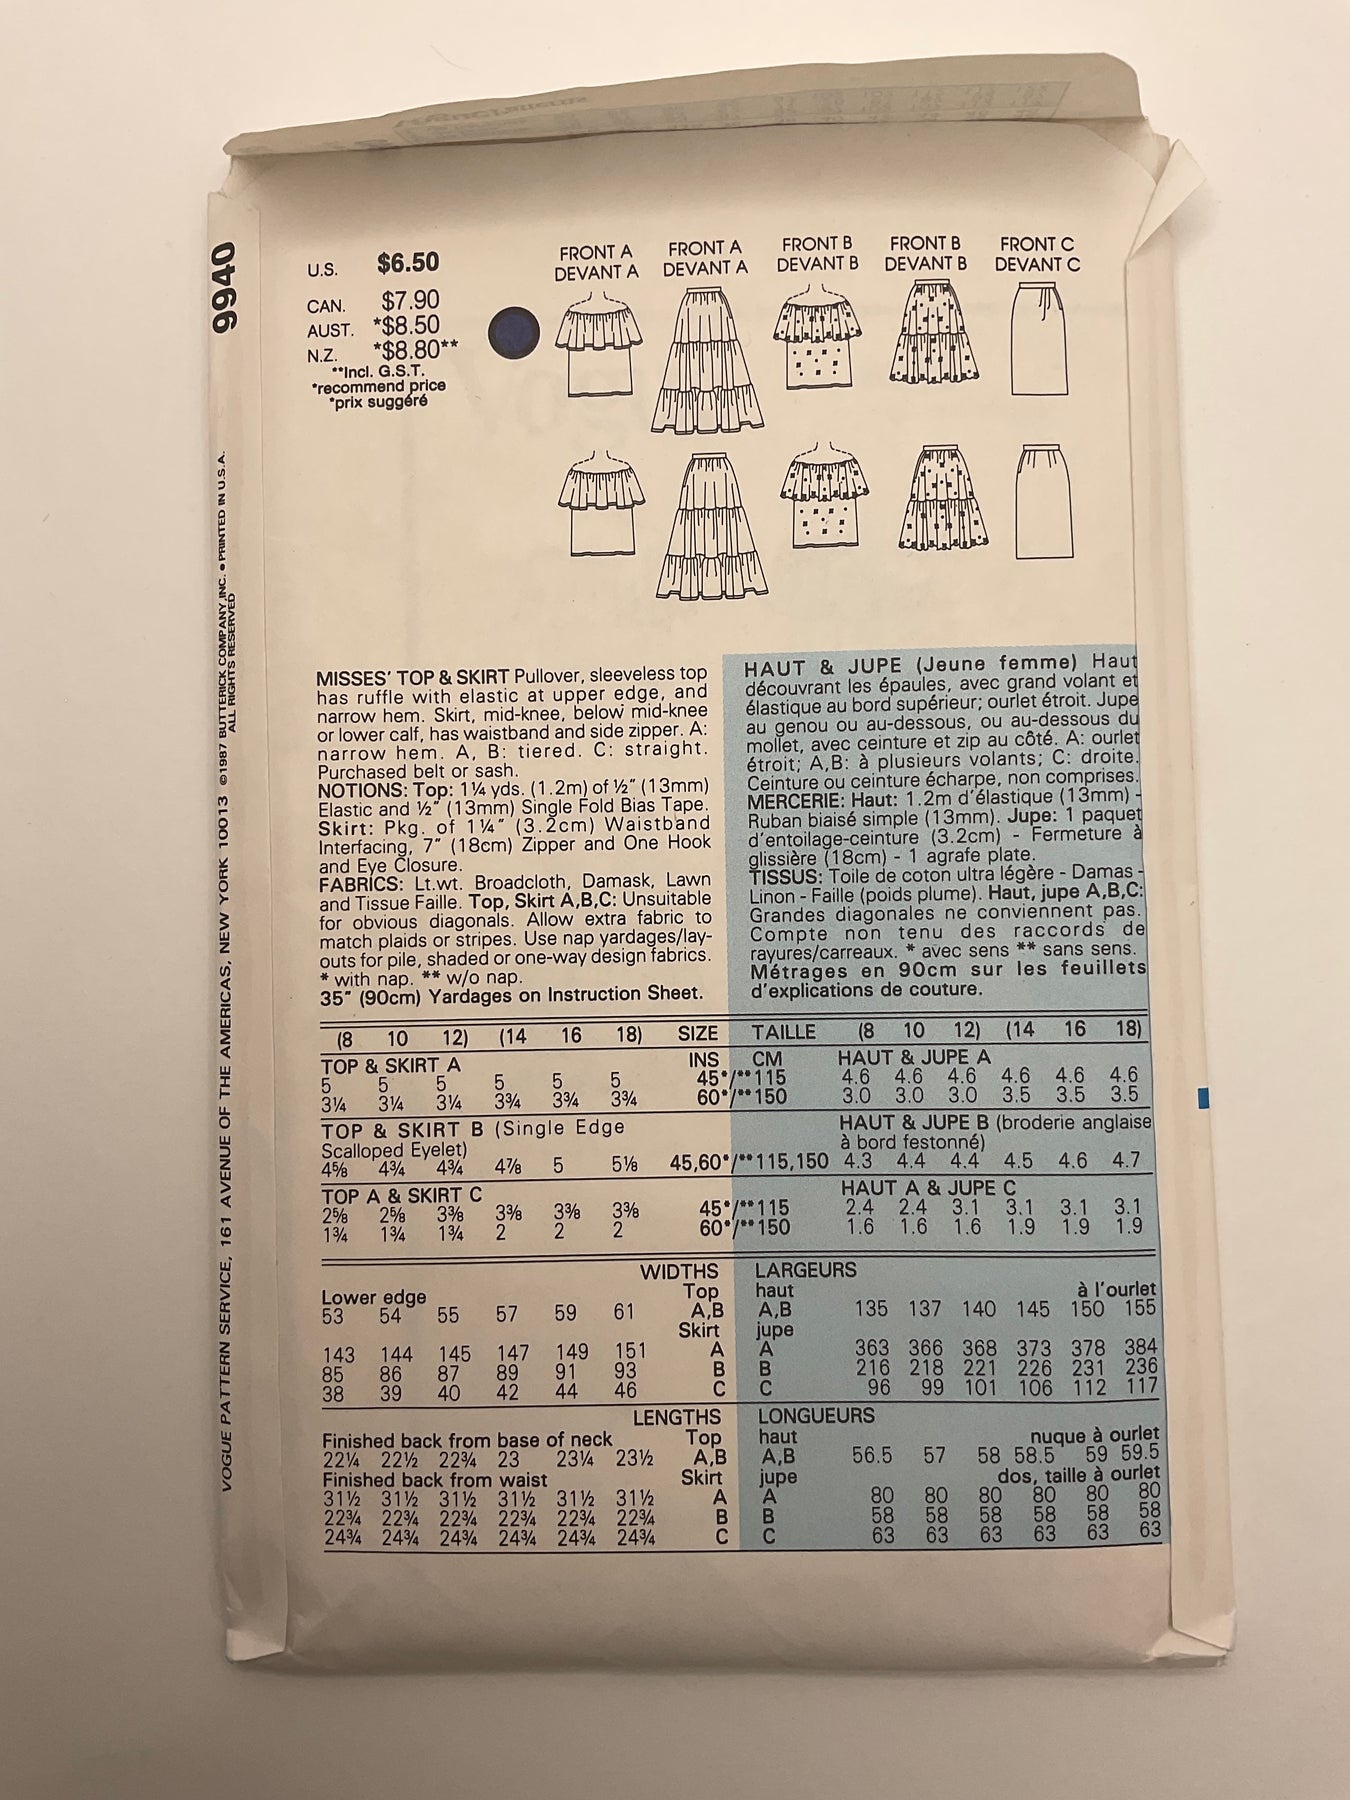 9940
©1987 BUTTERICK COMPANY, INC. • PRINTED IN U.S.A.
ALL RIGHTS RESERVED
VOGUE PATTERN SERVICE, 161 AVENUE OF THE AMERICAS, NEW YORK 10013
U.S. $6.50
CAN. $7.90
AUST. *$8.50
N.Z. *$8.80**
**Incl. G.S.T.
*recommend price
*prix suggéré
FRONT A FRONT A FRONT B FRONT B FRONT C
DEVANT A DEVANT A DEVANT B DEVANT B DEVANT C
MISSES' TOP & SKIRT Pullover, sleeveless top
has ruffle with elastic at upper edge, and
narrow hem. Skirt, mid-knee, below mid-knee
or lower calf, has waistband and side zipper. A:
narrow hem. A, B: tiered. C: straight.
Purchased belt or sash.
NOTIONS: Top: 1¼ yds. (1.2m) of ½" (13mm)
Elastic and ½" (13mm) Single Fold Bias Tape.
Skirt: Pkg. of 1¼" (3.2cm) Waistband
Interfacing, 7" (18cm) Zipper and One Hook
and Eye Closure.
FABRICS: Lt.wt. Broadcloth, Damask, Lawn
and Tissue Faille. Top, Skirt A,B,C: Unsuitable
for obvious diagonals. Allow extra fabric to
match plaids or stripes. Use nap yardages/lay-
outs for pile, shaded or one-way design fabrics.
* with nap. ** w/o nap.
35" (90cm) Yardages on Instruction Sheet.
HAUT & JUPE (Jeune femme) Haut
découvrant les épaules, avec grand volant et
élastique au bord supérieur; ourlet étroit. Jupe
au genou ou au-dessous, ou au-dessous du
mollet, avec ceinture et zip au côté. A: ourlet
étroit; A,B: à plusieurs volants; C: droite.
Ceinture ou ceinture écharpe, non comprises.
MERCERIE: Haut: 1.2m d'élastique (13mm) -
Ruban biaisé simple (13mm). Jupe: 1 paquet
d'entoilage-ceinture (3.2cm) - Fermeture à
glissière (18cm) - 1 agrafe plate.
TISSUS: Toile de coton ultra légère - Damas -
Linon - Faille (poids plume). Haut, jupe A,B,C:
Grandes diagonales ne conviennent pas.
Compte non tenu des raccords de
rayures/carreaux. * avec sens ** sans sens.
Métrages en 90cm sur les feuillets
d'explications de couture.
(8 10 12) (14 16 18) SIZE TAILLE (8 10 12) (14 16 18)
TOP & SKIRT A INS CM HAUT & JUPE A
5 5 5 5 5 5 45*/**115 4.6 4.6 4.6 4.6 4.6 4.6
3¼ 3¼ 3¼ 3¾ 3¾ 3¾ 60*/**150 3.0 3.0 3.0 3.5 3.5 3.5
TOP & SKIRT B (Single Edge HAUT & JUPE B (broderie anglaise
Scalloped Eyelet) à bord festonné)
4⅝ 4¾ 4¾ 4⅞ 5 5⅛ 45,60*/**115,150 4.3 4.4 4.4 4.5 4.6 4.7
TOP A & SKIRT C HAUT A & JUPE C
2⅝ 2⅝ 3⅜ 3⅜ 3⅜ 3⅜ 45*/**115 2.4 2.4 3.1 3.1 3.1 3.1
1¾ 1¾ 1¾ 2 2 2 60*/**150 1.6 1.6 1.6 1.9 1.9 1.9
WIDTHS LARGEURS
Lower edge Top haut à l'ourlet
53 54 55 57 59 61 A,B A,B 135 137 140 145 150 155
Skirt jupe
143 144 145 147 149 151 A A 363 366 368 373 378 384
85 86 87 89 91 93 B B 216 218 221 226 231 236
38 39 40 42 44 46 C C 96 99 101 106 112 117
LENGTHS LONGUEURS
Finished back from base of neck Top haut nuque à ourlet
22¼ 22½ 22¾ 23 23¼ 23½ A,B A,B 56.5 57 58 58.5 59 59.5
Finished back from waist Skirt jupe dos, taille à ourlet
31½ 31½ 31½ 31½ 31½ 31½ A A 80 80 80 80 80 80
22¾ 22¾ 22¾ 22¾ 22¾ 22¾ B B 58 58 58 58 58 58
24¾ 24¾ 24¾ 24¾ 24¾ 24¾ C C 63 63 63 63 63 63